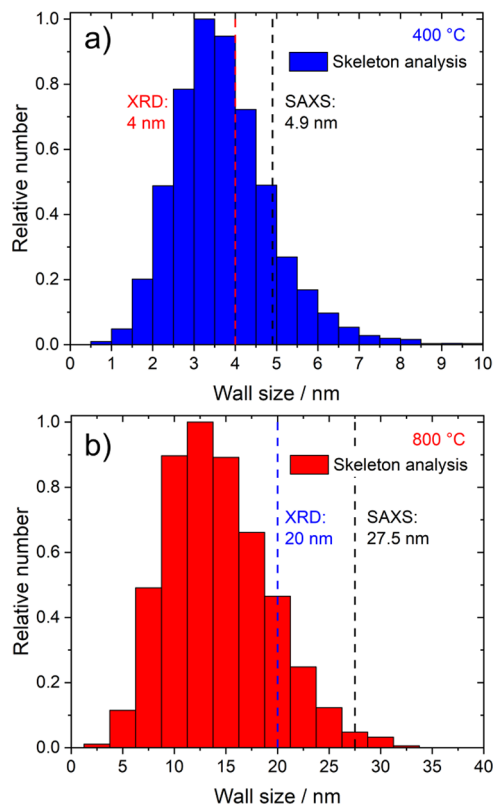 a)
400 °C
Skeleton analysis
XRD:
4 nm
SAXS:
4.9 nm
Relative number
1.0
0.8
0.6
0.4
0.2
0.0
0 1 2 3 4 5 6 7 8 9 10
Wall size / nm
b)
800 °C
Skeleton analysis
XRD:
20 nm
SAXS:
27.5 nm
Relative number
1.0
0.8
0.6
0.4
0.2
0.0
0 5 10 15 20 25 30 35 40
Wall size / nm